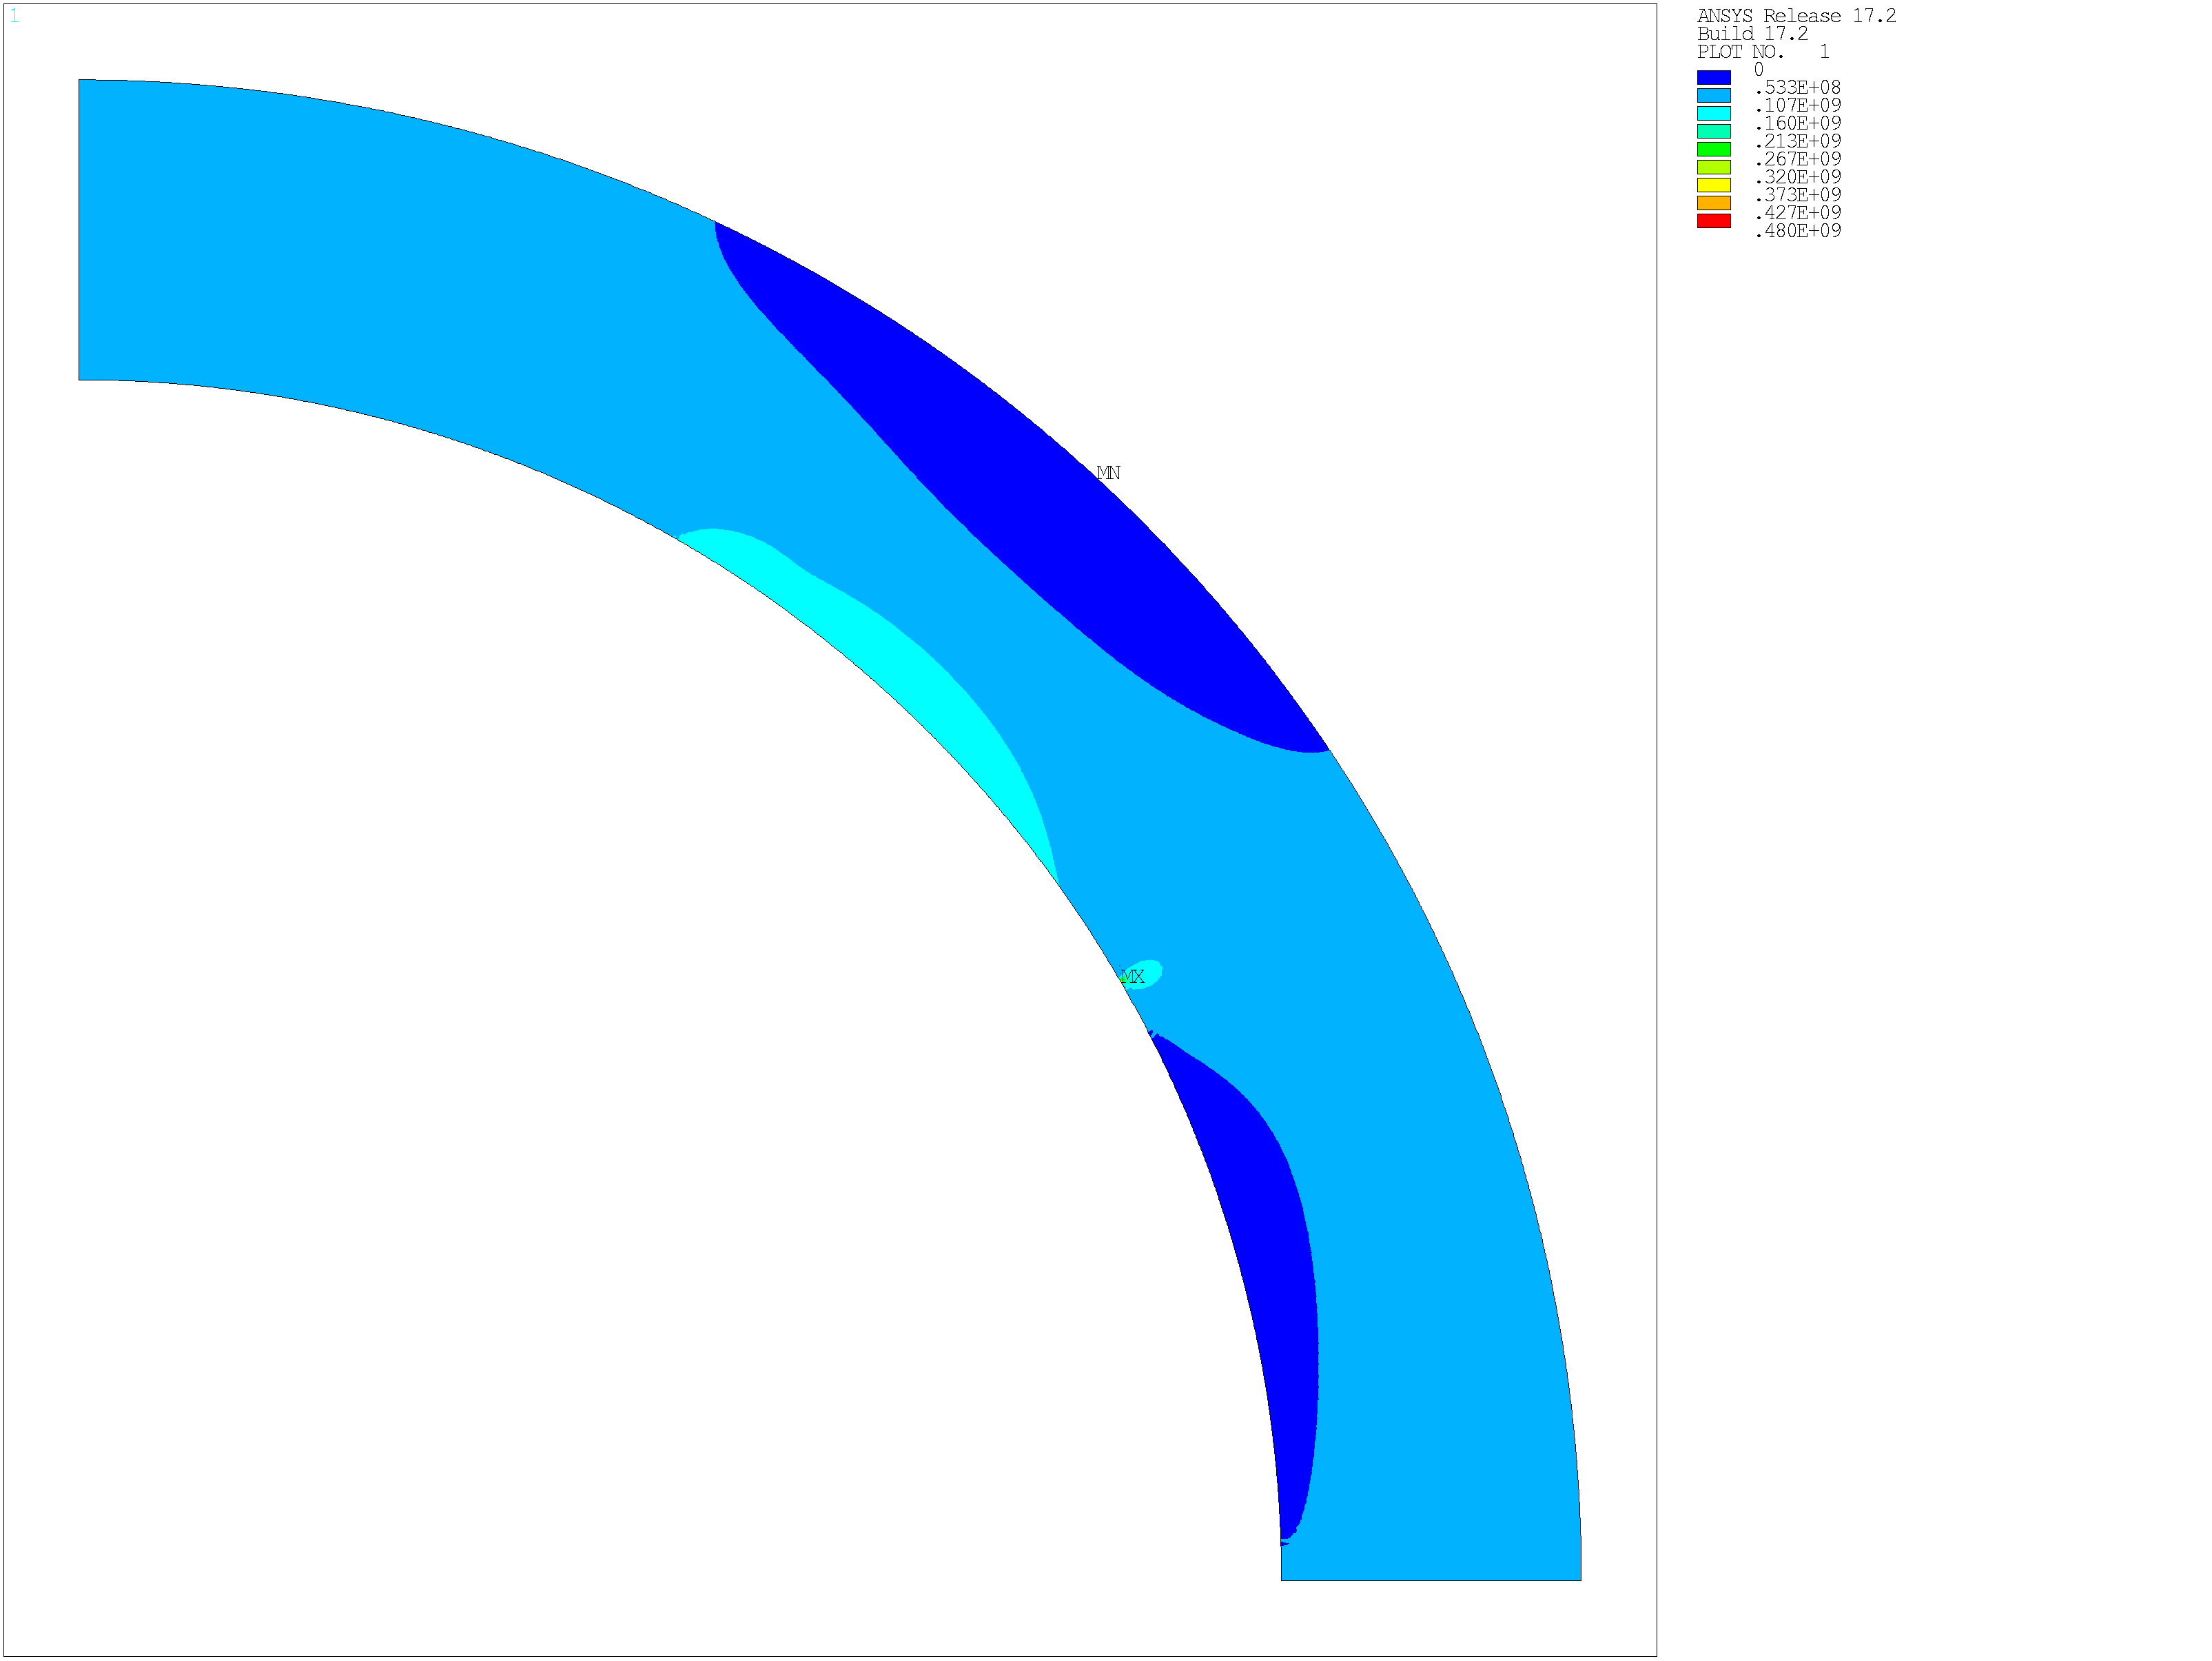 1
ANSYS Release 17.2
Build 17.2
PLOT NO.   1
0
.533E+08
.107E+09
.160E+09
.213E+09
.267E+09
.320E+09
.373E+09
.427E+09
.480E+09
MN
MX